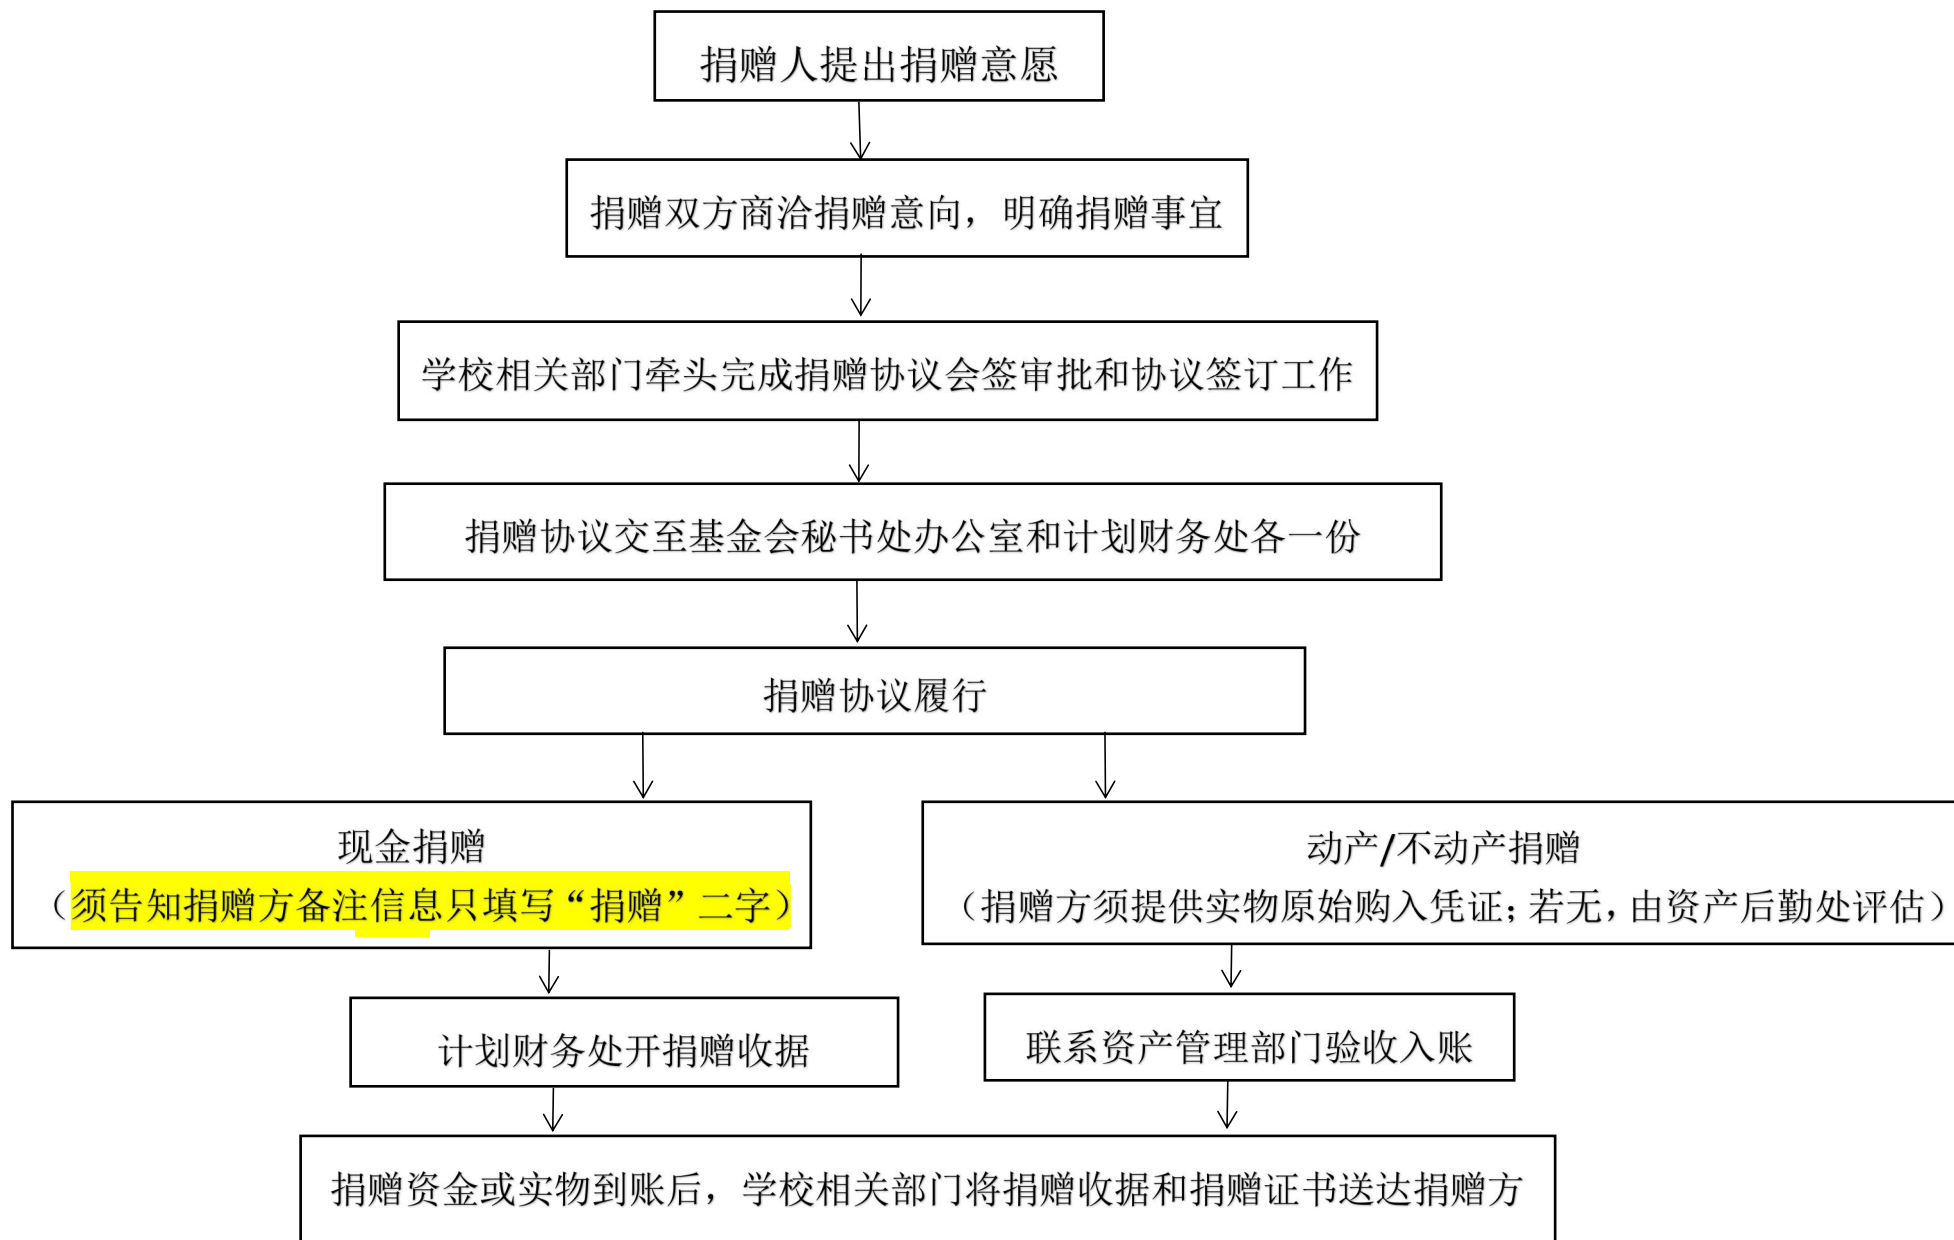 捐赠人提出捐赠意愿
捐赠双方商洽捐赠意向，明确捐赠事宜
学校相关部门牵头完成捐赠协议会签审批和协议签订工作
捐赠协议交至基金会秘书处办公室和计划财务处各一份
捐赠协议履行
现金捐赠
（须告知捐赠方备注信息只填写“捐赠”二字）
动产/不动产捐赠
（捐赠方须提供实物原始购入凭证；若无，由资产后勤处评估）
计划财务处开捐赠收据
联系资产管理部门验收入账
捐赠资金或实物到账后，学校相关部门将捐赠收据和捐赠证书送达捐赠方